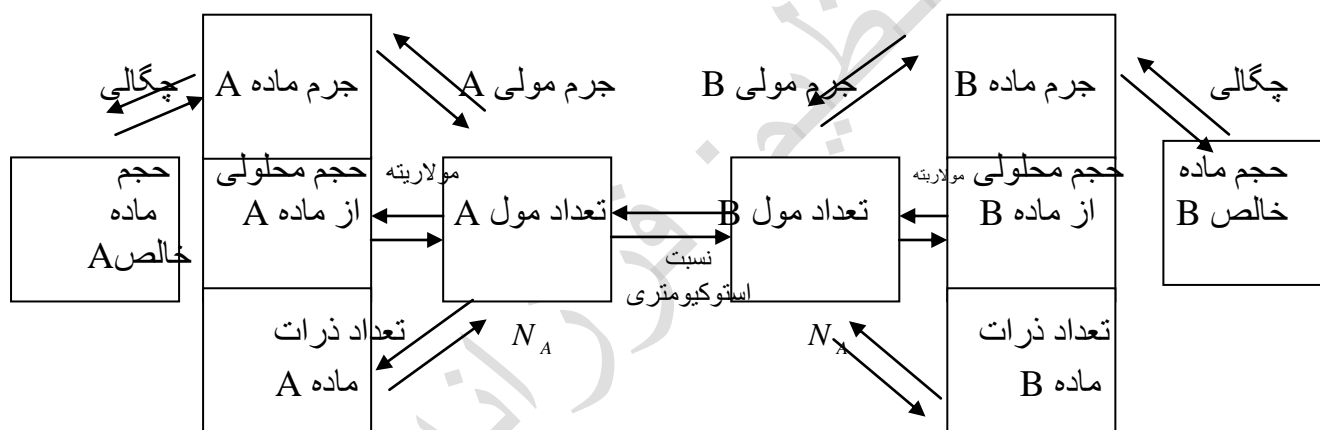 چگالی
جرم ماده A
جرم مولی A
جرم مولی B
جرم ماده B
چگالی
حجم
ماده
خالصA
حجم محلولی
از ماده A
مولاریته
تعداد مول A
نسبت
استوکیومتری
تعداد مول B
مولاریته
حجم محلولی
از ماده B
حجم ماده
خالص B
تعداد ذرات
ماده A
N_A
N_A
تعداد ذرات
ماده B